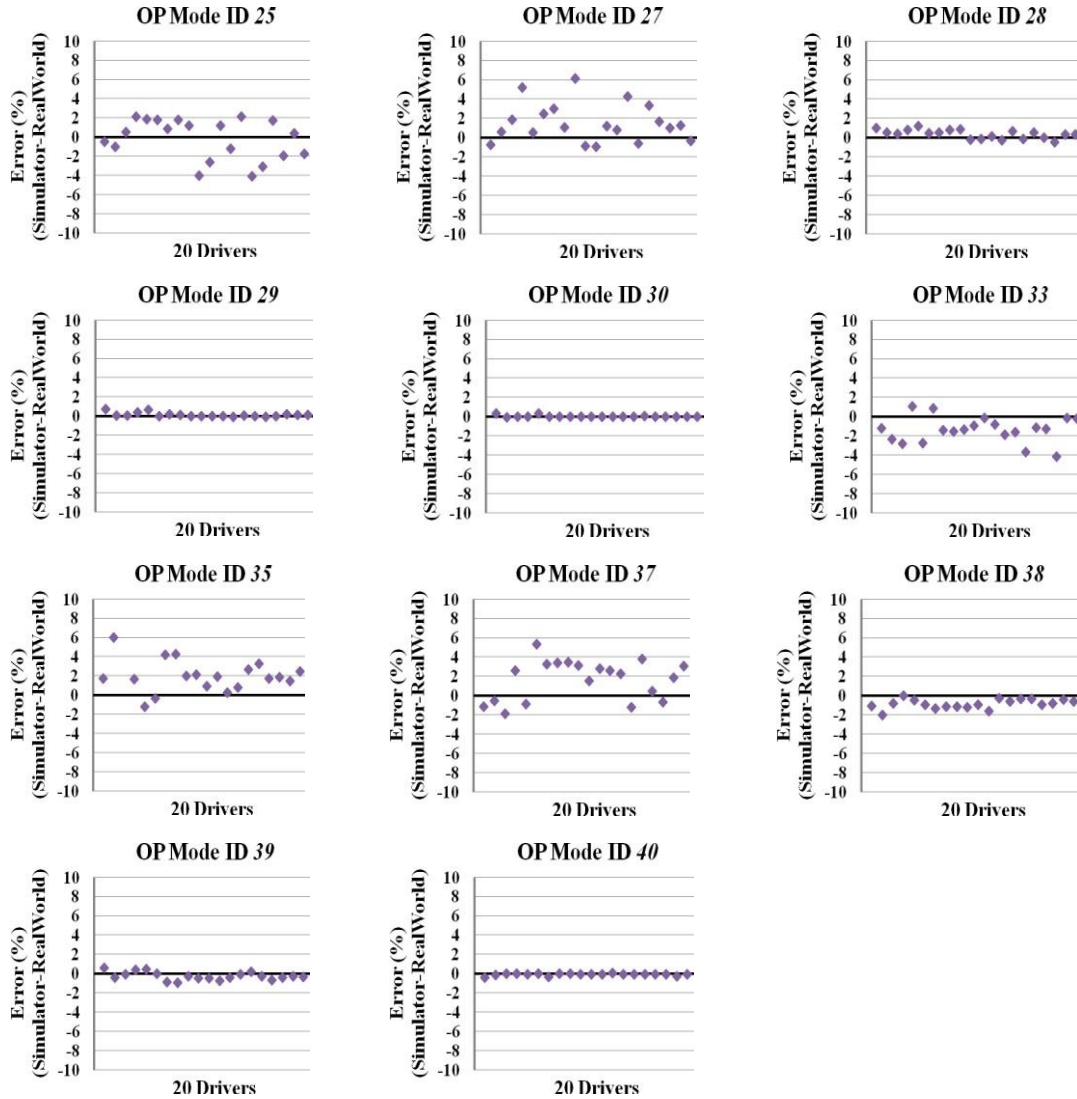 OP Mode ID 25
10
8
6
4
2
0
-2
-4
-6
-8
-10
Error (%)
(Simulator-RealWorld)
20 Drivers
OP Mode ID 27
10
8
6
4
2
0
-2
-4
-6
-8
-10
Error (%)
(Simulator-RealWorld)
20 Drivers
OP Mode ID 28
10
8
6
4
2
0
-2
-4
-6
-8
-10
Error (%)
(Simulator-RealWorld)
20 Drivers
OP Mode ID 29
10
8
6
4
2
0
-2
-4
-6
-8
-10
Error (%)
(Simulator-RealWorld)
20 Drivers
OP Mode ID 30
10
8
6
4
2
0
-2
-4
-6
-8
-10
Error (%)
(Simulator-RealWorld)
20 Drivers
OP Mode ID 33
10
8
6
4
2
0
-2
-4
-6
-8
-10
Error (%)
(Simulator-RealWorld)
20 Drivers
OP Mode ID 35
10
8
6
4
2
0
-2
-4
-6
-8
-10
Error (%)
(Simulator-RealWorld)
20 Drivers
OP Mode ID 37
10
8
6
4
2
0
-2
-4
-6
-8
-10
Error (%)
(Simulator-RealWorld)
20 Drivers
OP Mode ID 38
10
8
6
4
2
0
-2
-4
-6
-8
-10
Error (%)
(Simulator-RealWorld)
20 Drivers
OP Mode ID 39
10
8
6
4
2
0
-2
-4
-6
-8
-10
Error (%)
(Simulator-RealWorld)
20 Drivers
OP Mode ID 40
10
8
6
4
2
0
-2
-4
-6
-8
-10
Error (%)
(Simulator-RealWorld)
20 Drivers